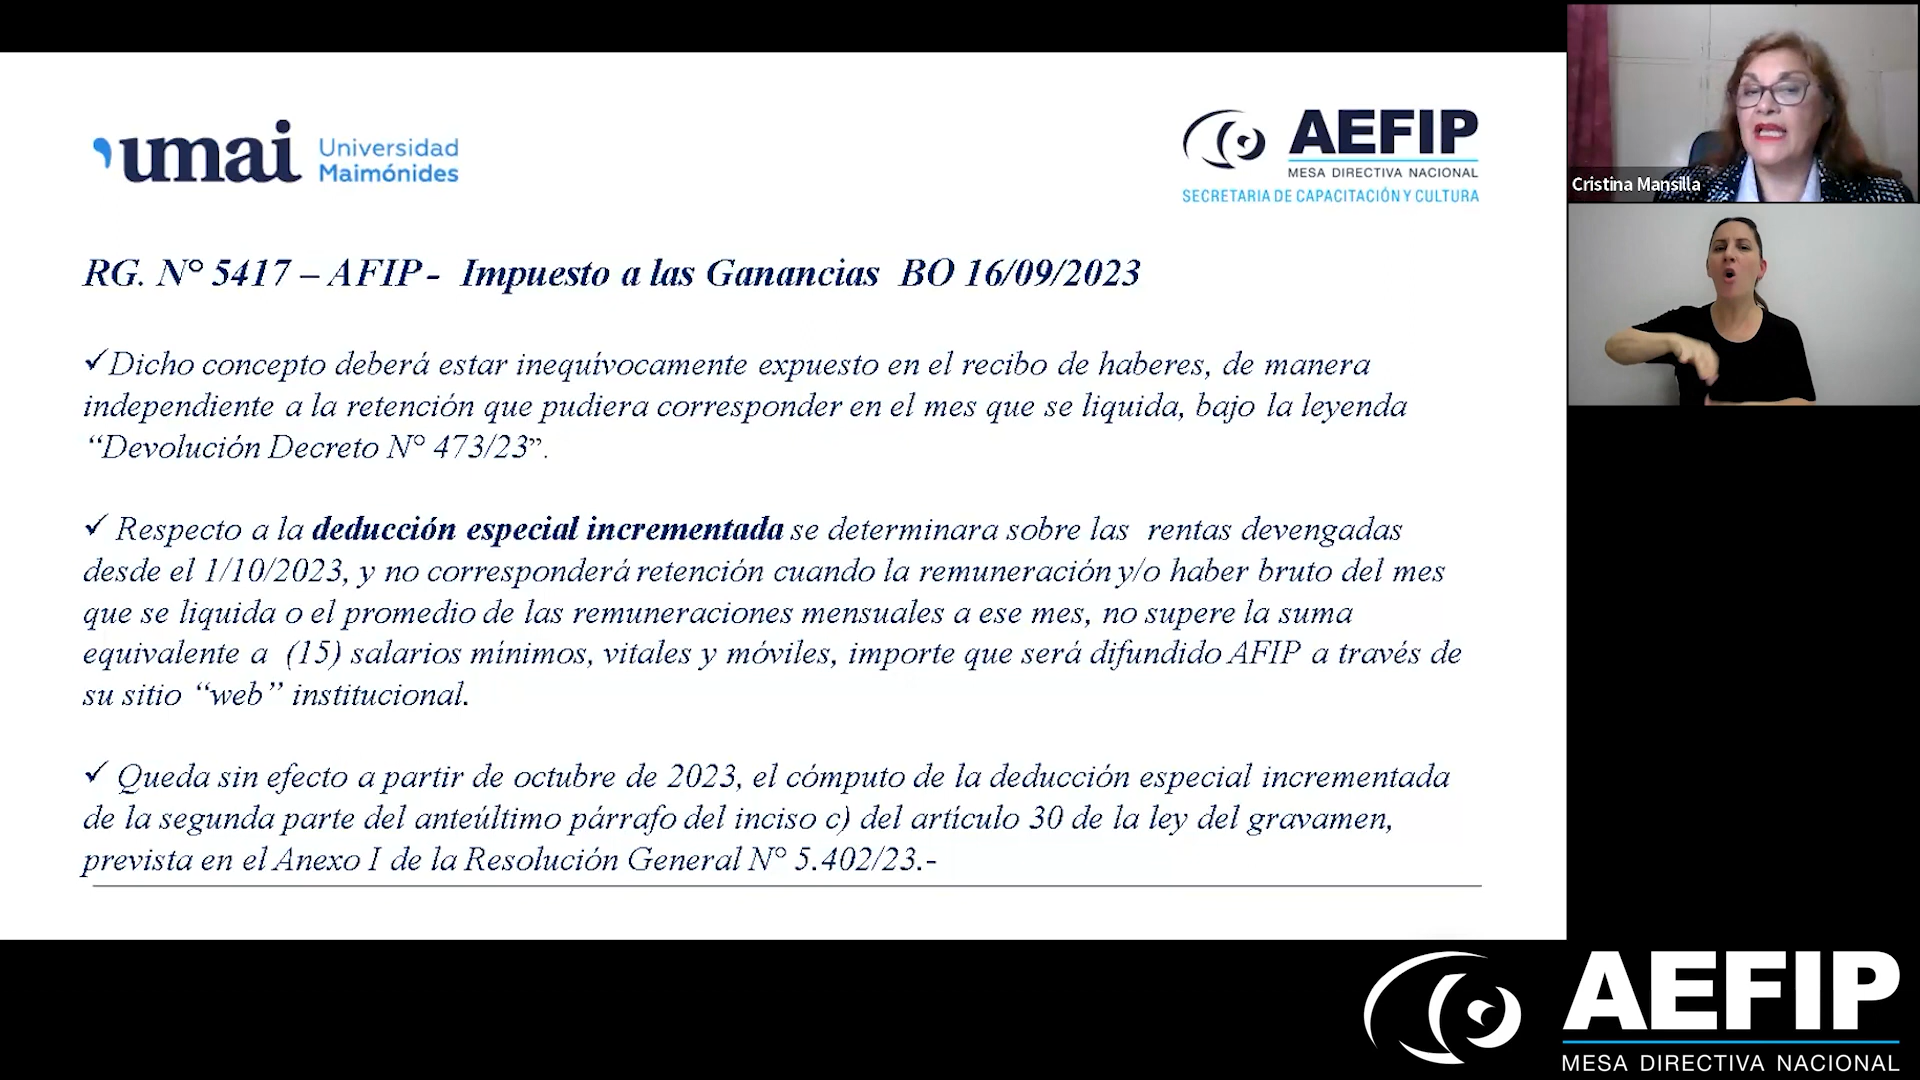 umai Universidad Maimónides
AEFIP
MESA DIRECTIVA NACIONAL
SECRETARIA DE CAPACITACIÓN Y CULTURA
RG. N° 5417 – AFIP- Impuesto a las Ganancias BO 16/09/2023
✓Dicho concepto deberá estar inequívocamente expuesto en el recibo de haberes, de manera
independiente a la retención que pudiera corresponder en el mes que se liquida, bajo la leyenda
“Devolución Decreto N° 473/23”.
✓ Respecto a la deducción especial incrementada se determinara sobre las rentas devengadas
desde el 1/10/2023, y no corresponderá retención cuando la remuneración y/o haber bruto del mes
que se liquida o el promedio de las remuneraciones mensuales a ese mes, no supere la suma
equivalente a (15) salarios mínimos, vitales y móviles, importe que será difundido AFIP a través de
su sitio “web” institucional.
✓ Queda sin efecto a partir de octubre de 2023, el cómputo de la deducción especial incrementada
de la segunda parte del anteúltimo párrafo del inciso c) del artículo 30 de la ley del gravamen,
prevista en el Anexo I de la Resolución General N° 5.402/23.-
Cristina Mansilla
AEFIP
MESA DIRECTIVA NACIONAL